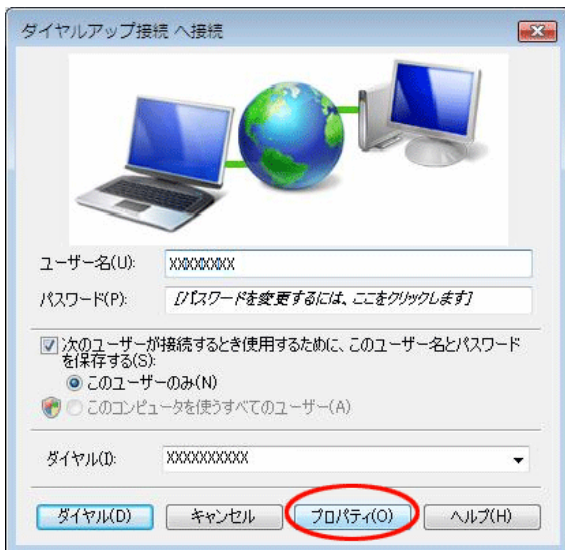 ダイヤルアップ接続 へ接続
ユーザー名(U): XXXXXXXX
パスワード(P): [パスワードを変更するには、ここをクリックします]
次のユーザーが接続するとき使用するために、このユーザー名とパスワード
を保存する(S):
このユーザーのみ(N)
このコンピュータを使うすべてのユーザー(A)
ダイヤル(I): XXXXXXXXXX
ダイヤル(D) キャンセル プロパティ(O) ヘルプ(H)